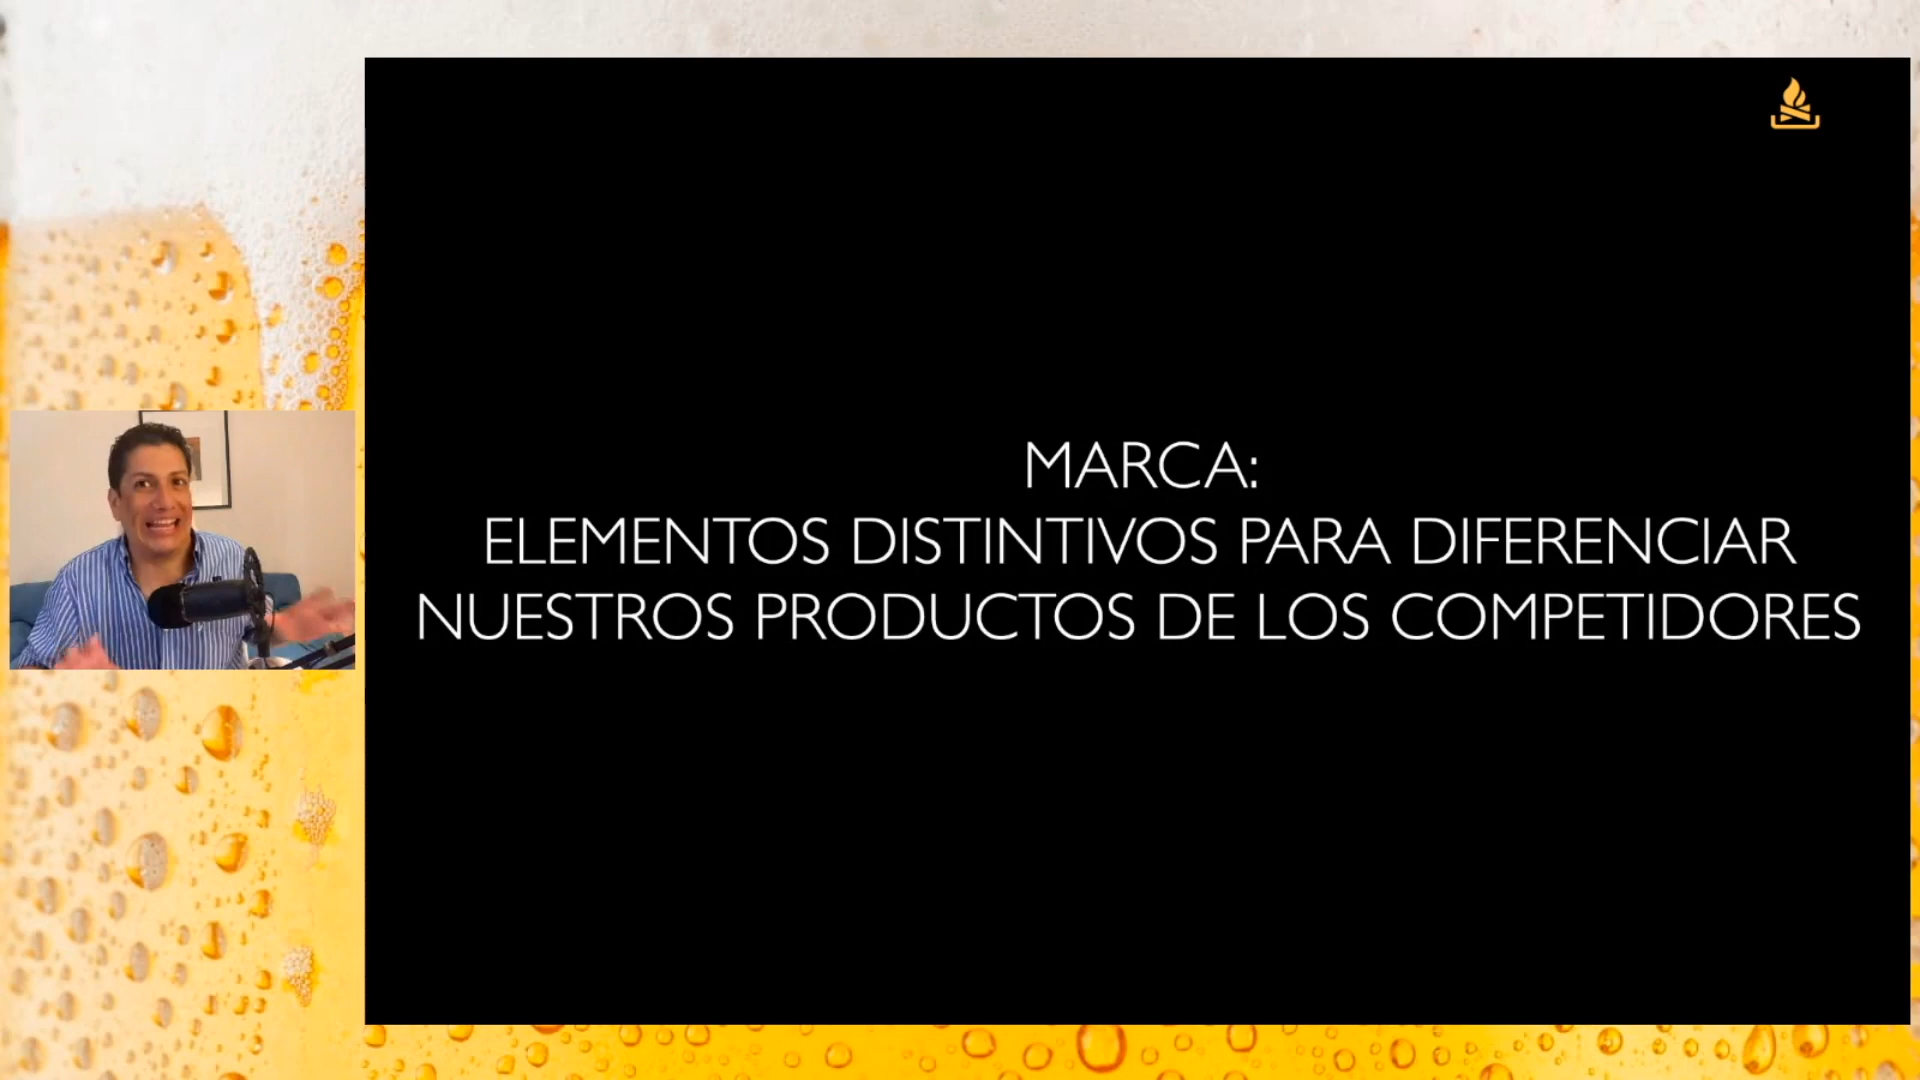 MARCA:
ELEMENTOS DISTINTIVOS PARA DIFERENCIAR
NUESTROS PRODUCTOS DE LOS COMPETIDORES